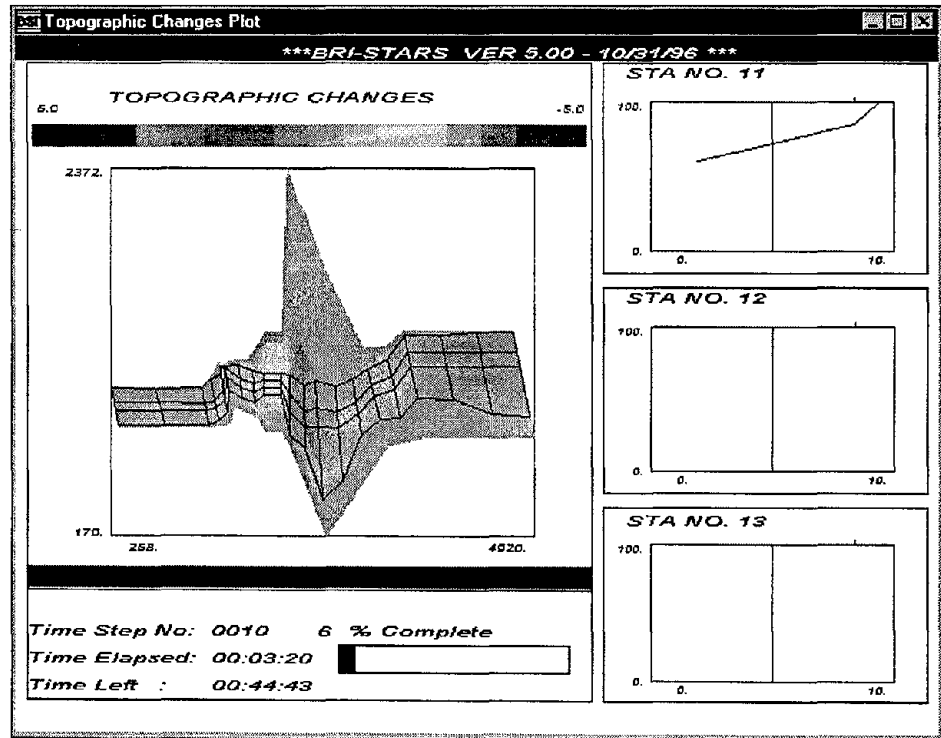 Topographic Changes Plot
***BRI-STARS VER 5.00 - 10/31/96 ***
TOPOGRAPHIC CHANGES
5.0
-5.0
2372.
170.
258.
4920.
Time Step No: 0010 6 % Complete
Time Elapsed: 00:03:20
Time Left : 00:44:43
STA NO. 11
100.
0.
0.
10.
STA NO. 12
100.
0.
0.
10.
STA NO. 13
100.
0.
0.
10.